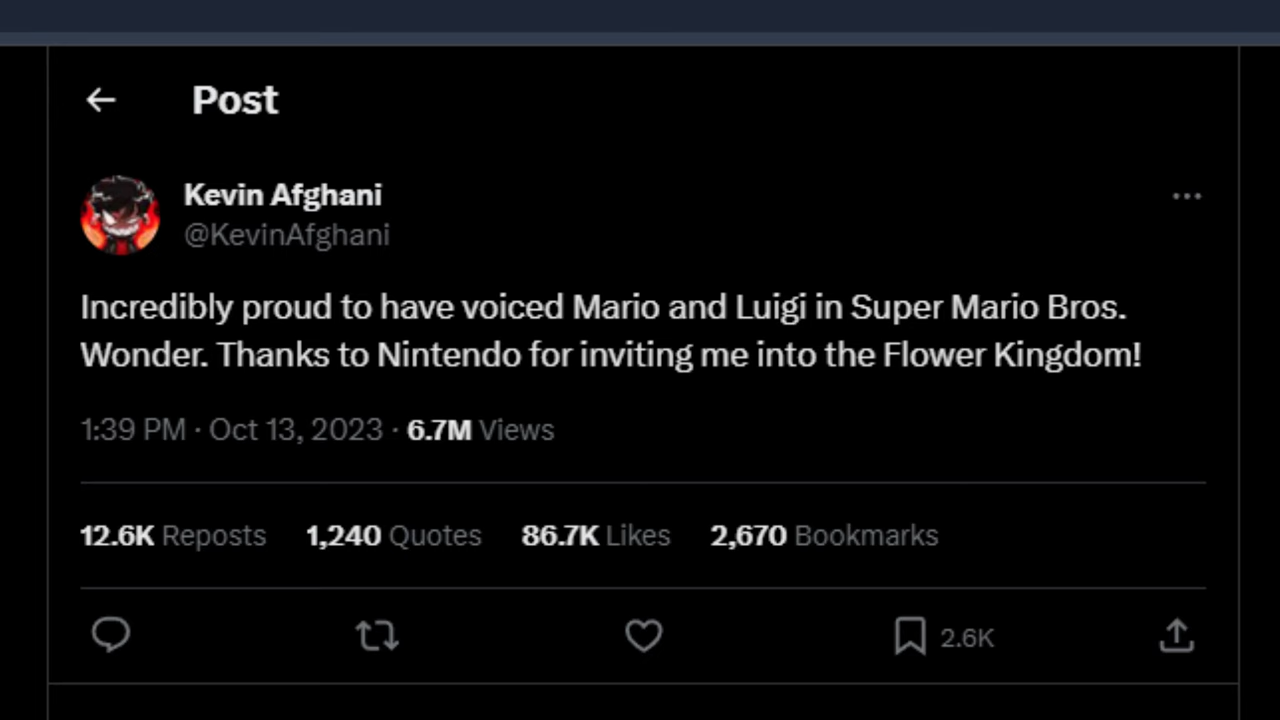 Post
Kevin Afghani
@KevinAfghani
Incredibly proud to have voiced Mario and Luigi in Super Mario Bros.
Wonder. Thanks to Nintendo for inviting me into the Flower Kingdom!
1:39 PM · Oct 13, 2023 · 6.7M Views
12.6K Reposts 1,240 Quotes 86.7K Likes 2,670 Bookmarks
2.6K